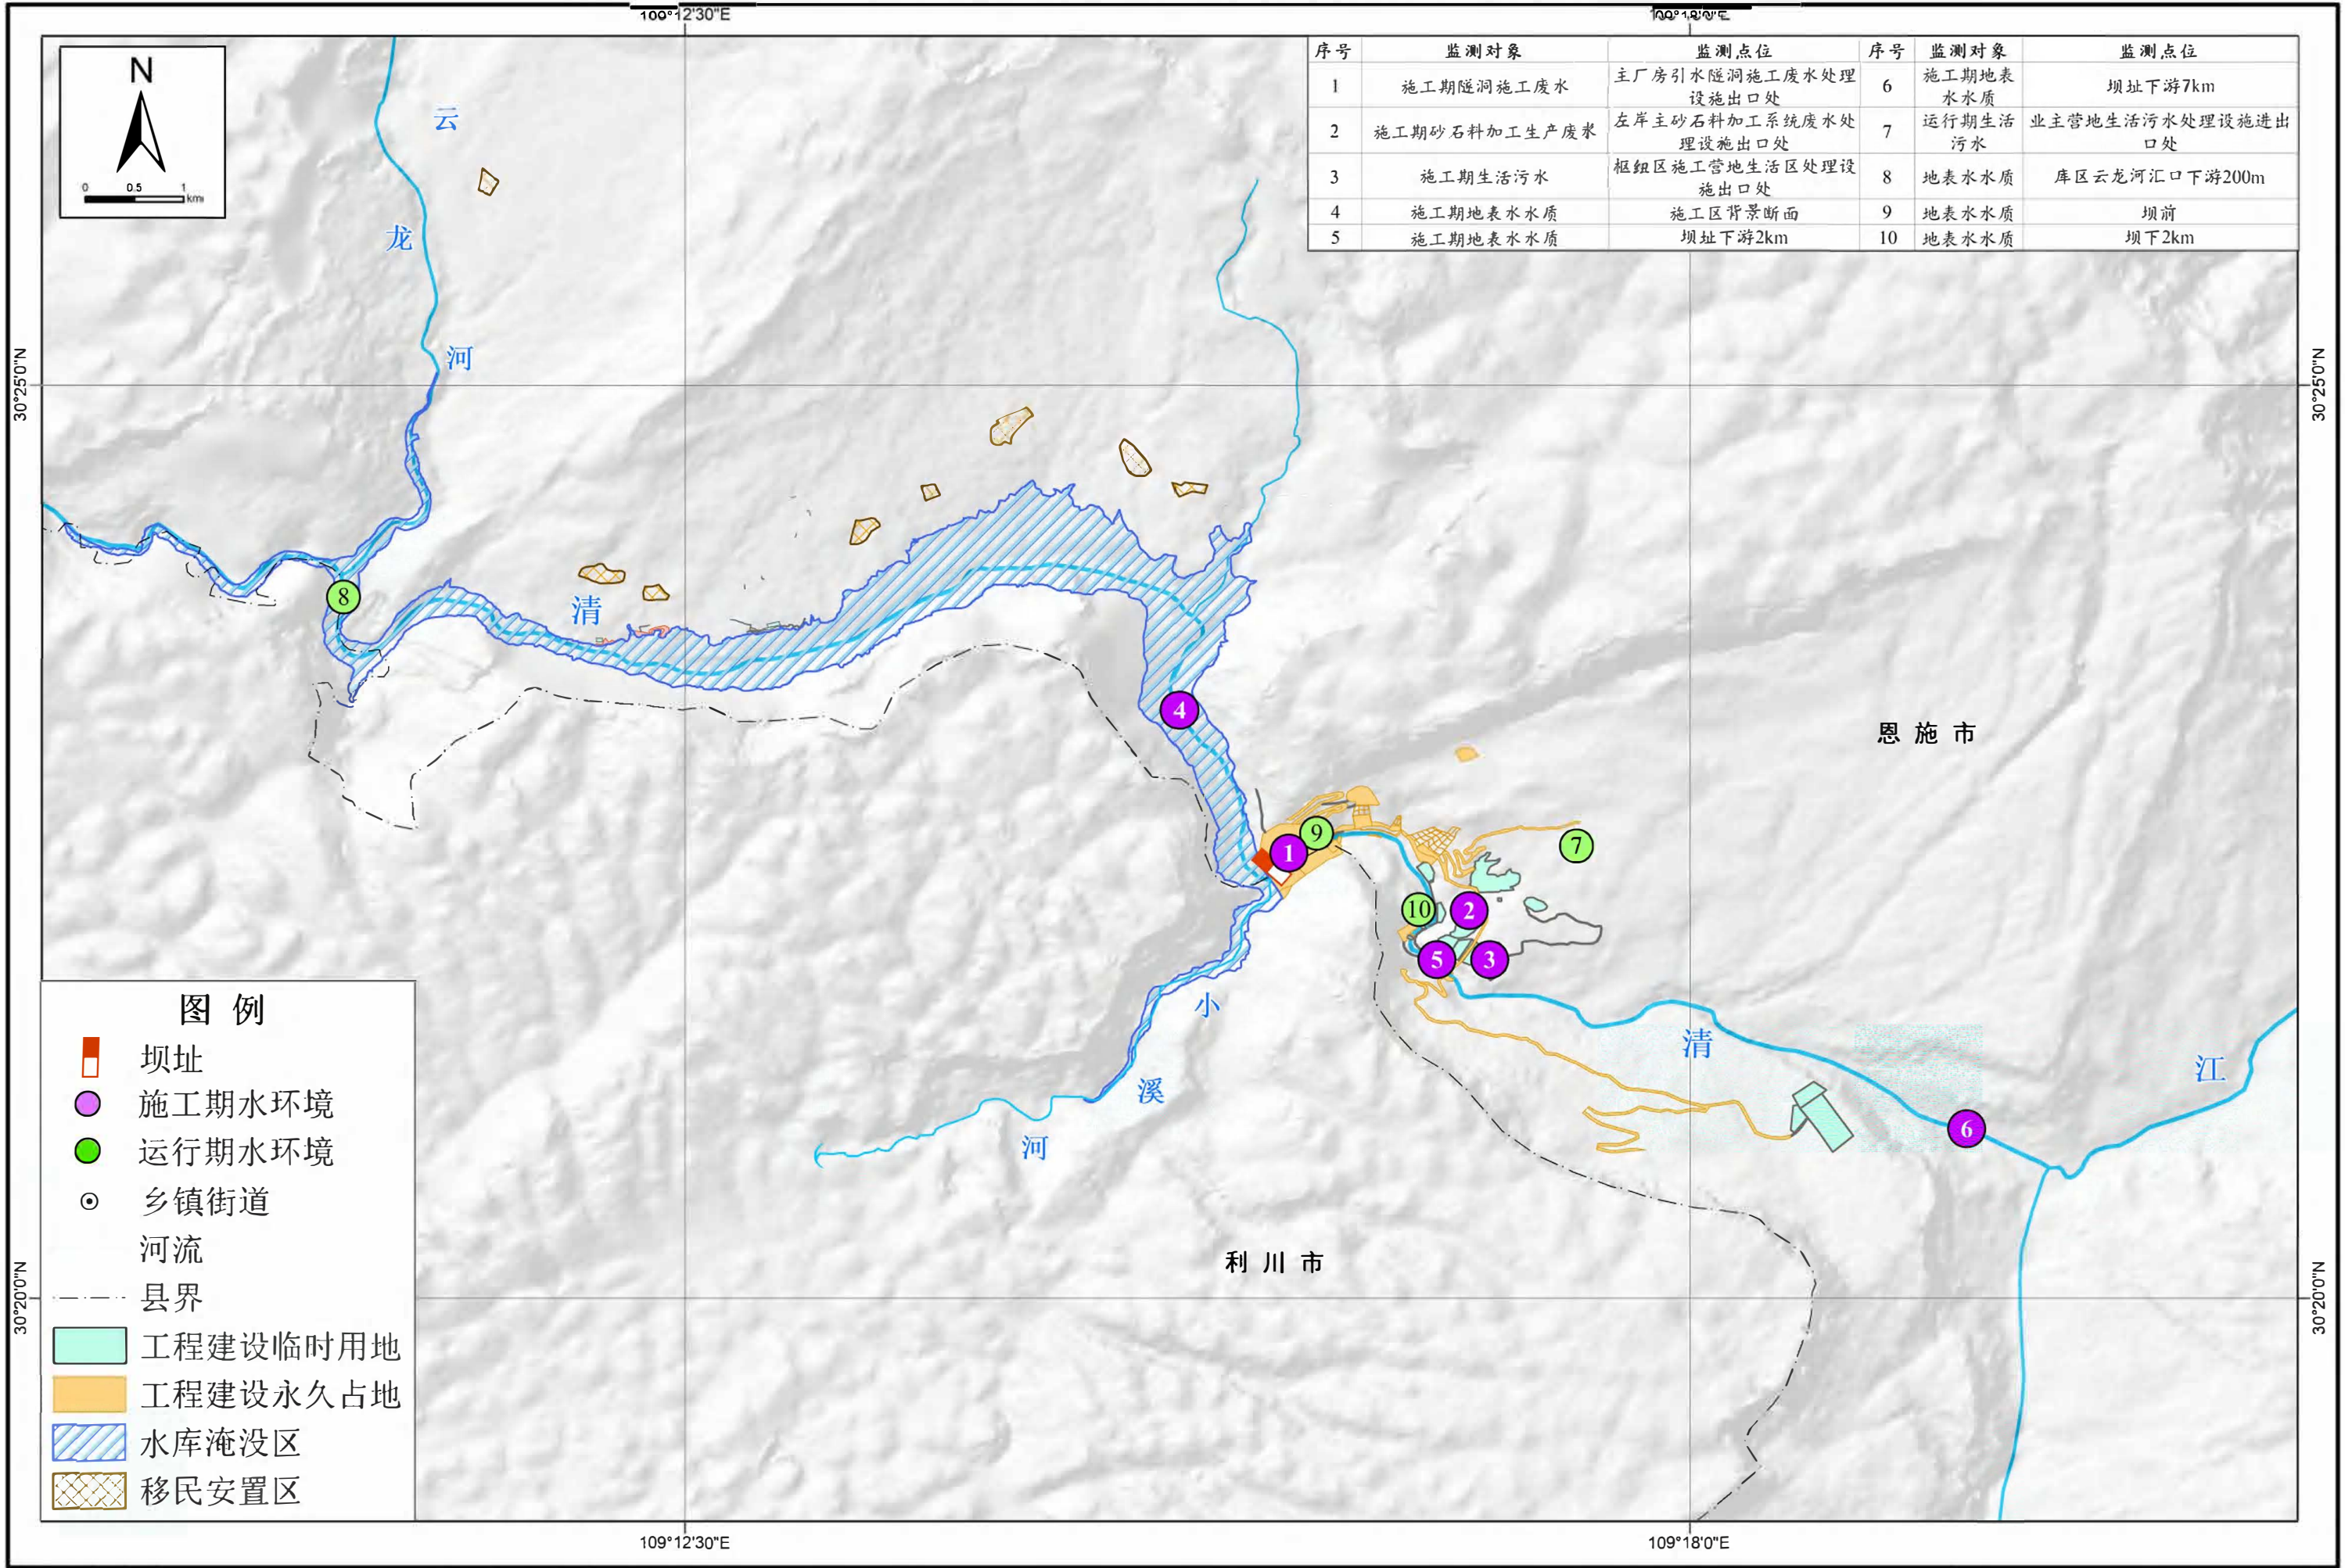 109°12'30"E
109°18'0"E
N
0 0.5 1 km
序号 监测对象 监测点位 序号 监测对象 监测点位
1 施工期隧洞施工废水 主厂房引水隧洞施工废水处理设施出口处 6 施工期地表水水质 坝址下游7km
2 施工期砂石料加工生产废水 左岸主砂石料加工系统废水处理设施出口处 7 运行期生活污水 业主营地生活污水处理设施进出口处
3 施工期生活污水 枢纽区施工营地生活区处理设施出口处 8 地表水水质 库区云龙河汇口下游200m
4 施工期地表水水质 施工区背景断面 9 地表水水质 坝前
5 施工期地表水水质 坝址下游2km 10 地表水水质 坝下2km
云
龙
河
30°25'0"N
30°25'0"N
8
清
4
恩施市
9
1
7
10
2
5
3
小
溪
河
清
江
6
利川市
图例
坝址
施工期水环境
运行期水环境
乡镇街道
河流
县界
工程建设临时用地
工程建设永久占地
水库淹没区
移民安置区
30°20'0"N
30°20'0"N
109°12'30"E
109°18'0"E